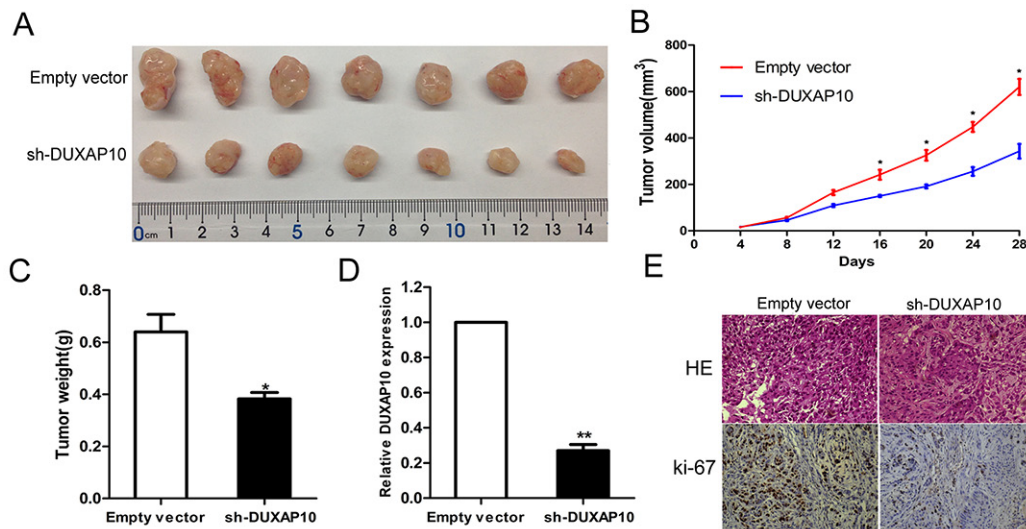 A
Empty vector
sh-DUXAP10
0cm 1 2 3 4 5 6 7 8 9 10 11 12 13 14
B
Tumor volume(mm3)
800
600
400
200
0
Empty vector
sh-DUXAP10
*
*
*
*
0 4 8 12 16 20 24 28
Days
C
Tumor weight(g)
0.8
0.6
0.4
0.2
0.0
*
Empty vector sh-DUXAP10
D
Relative DUXAP10 expression
1.2
1.0
0.8
0.6
0.4
0.2
0.0
**
Empty vector sh-DUXAP10
E
Empty vector sh-DUXAP10
HE
ki-67